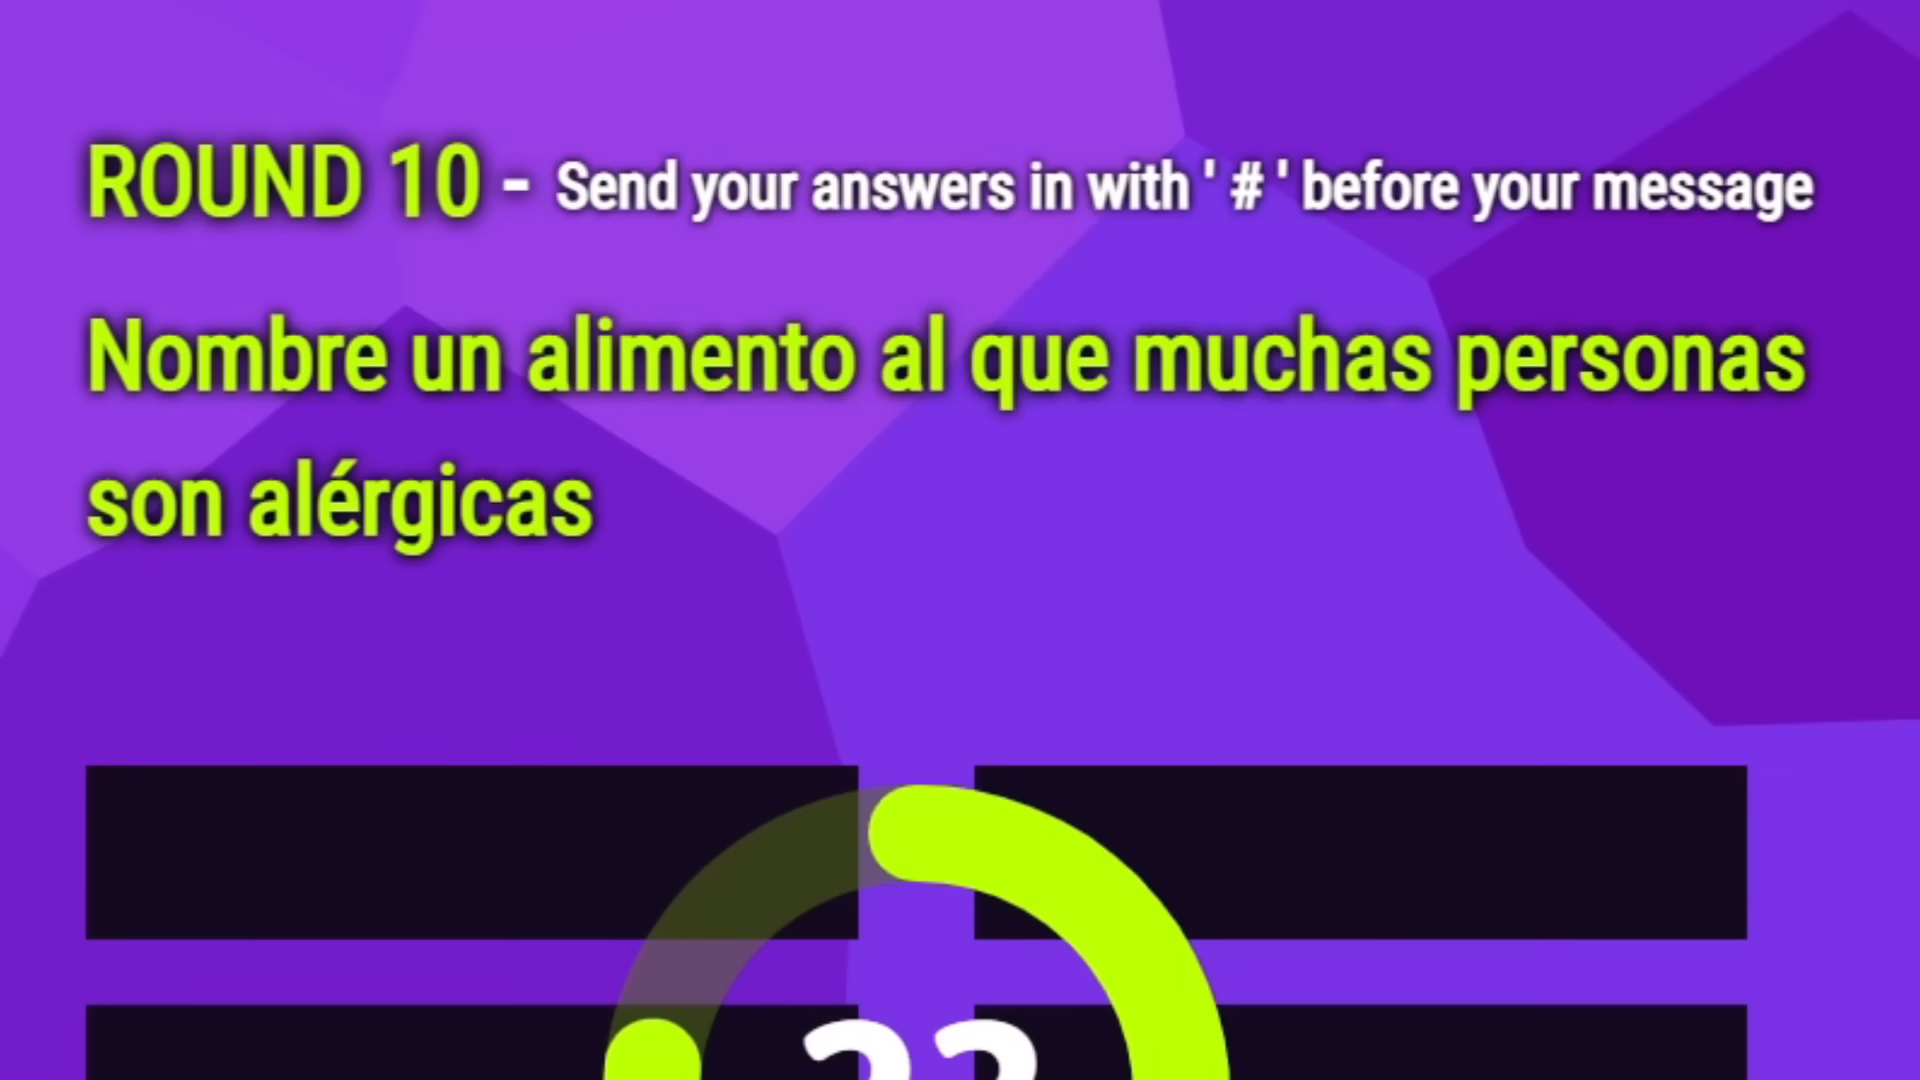 ROUND 10 - Send your answers in with ' # ' before your message
Nombre un alimento al que muchas personas
son alérgicas